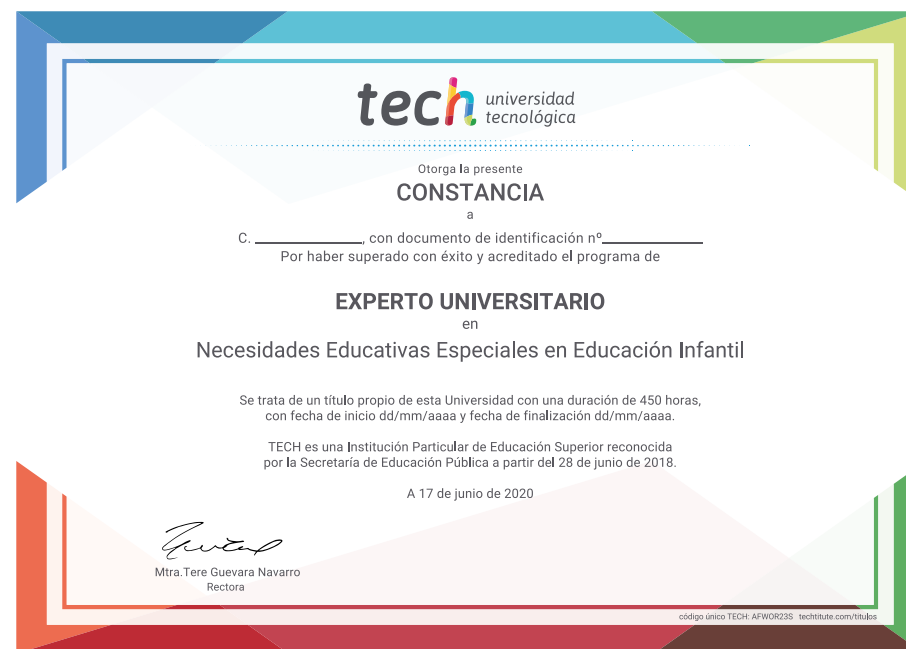 tech universidad
tecnológica
Otorga la presente
CONSTANCIA
a
C. ____________, con documento de identificación nº____________
Por haber superado con éxito y acreditado el programa de
EXPERTO UNIVERSITARIO
en
Necesidades Educativas Especiales en Educación Infantil
Se trata de un título propio de esta Universidad con una duración de 450 horas,
con fecha de inicio dd/mm/aaaa y fecha de finalización dd/mm/aaaa.
TECH es una Institución Particular de Educación Superior reconocida
por la Secretaría de Educación Pública a partir del 28 de junio de 2018.
A 17 de junio de 2020
Mtra.Tere Guevara Navarro
Rectora
código único TECH: AFWOR23S techtitute.com/titulos